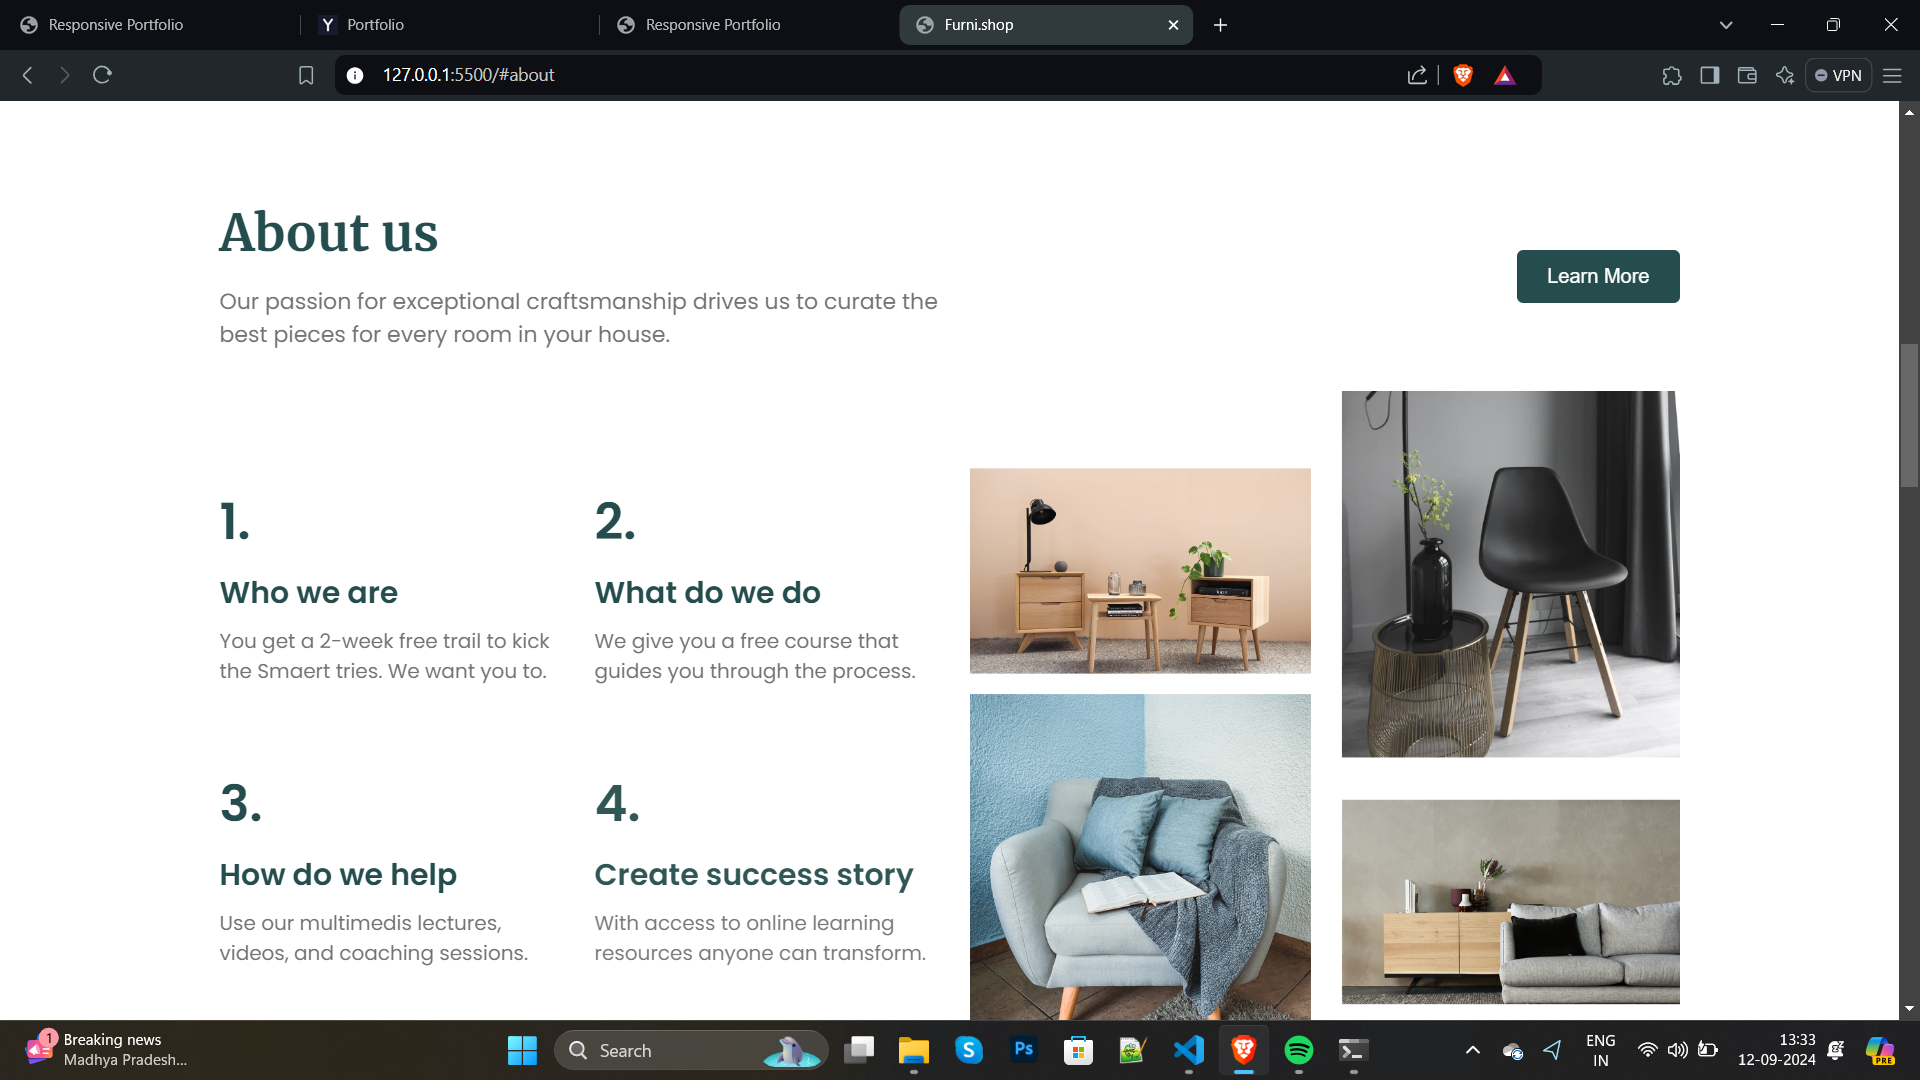 Responsive Portfolio
Y Portfolio
Responsive Portfolio
Furni.shop
127.0.0.1:5500/#about
VPN
About us
Our passion for exceptional craftsmanship drives us to curate the
best pieces for every room in your house.
Learn More
1.
Who we are
You get a 2-week free trail to kick
the Smaert tries. We want you to.
2.
What do we do
We give you a free course that
guides you through the process.
3.
How do we help
Use our multimedis lectures,
videos, and coaching sessions.
4.
Create success story
With access to online learning
resources anyone can transform.
1
Breaking news
Madhya Pradesh...
Search
S
Ps
ENG
IN
13:33
12-09-2024
PRE